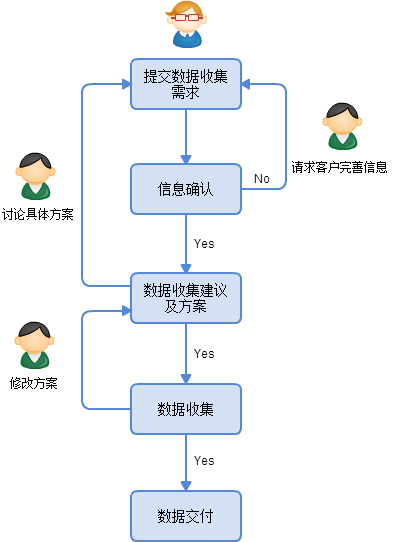 提交数据收集
需求
请求客户完善信息
No
信息确认
讨论具体方案
Yes
数据收集建议
及方案
Yes
修改方案
数据收集
Yes
数据交付